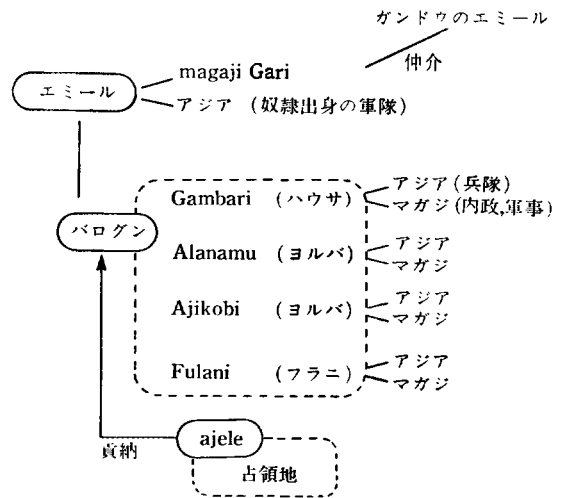 ガンドウのエミール
仲介
magaji Gari
エミール
アジア (奴隷出身の軍隊)
Gambari (ハウサ)
アジア(兵隊)
マガジ(内政,軍事)
バログン
Alanamu (ヨルバ)
アジア
マガジ
Ajikobi (ヨルバ)
アジア
マガジ
Fulani (フラニ)
アジア
マガジ
ajele
貢納
占領地